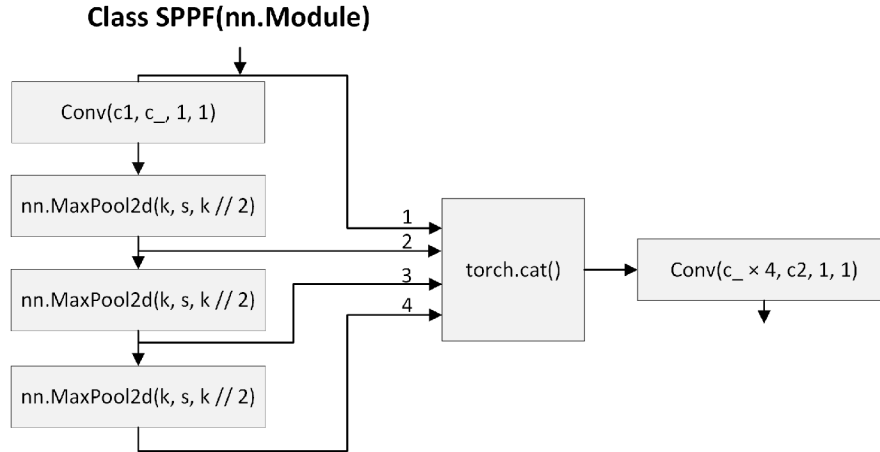 Class SPPF(nn.Module)
Conv(c1, c_, 1, 1)
nn.MaxPool2d(k, s, k // 2)
nn.MaxPool2d(k, s, k // 2)
nn.MaxPool2d(k, s, k // 2)
1
2
3
4
torch.cat()
Conv(c_ × 4, c2, 1, 1)